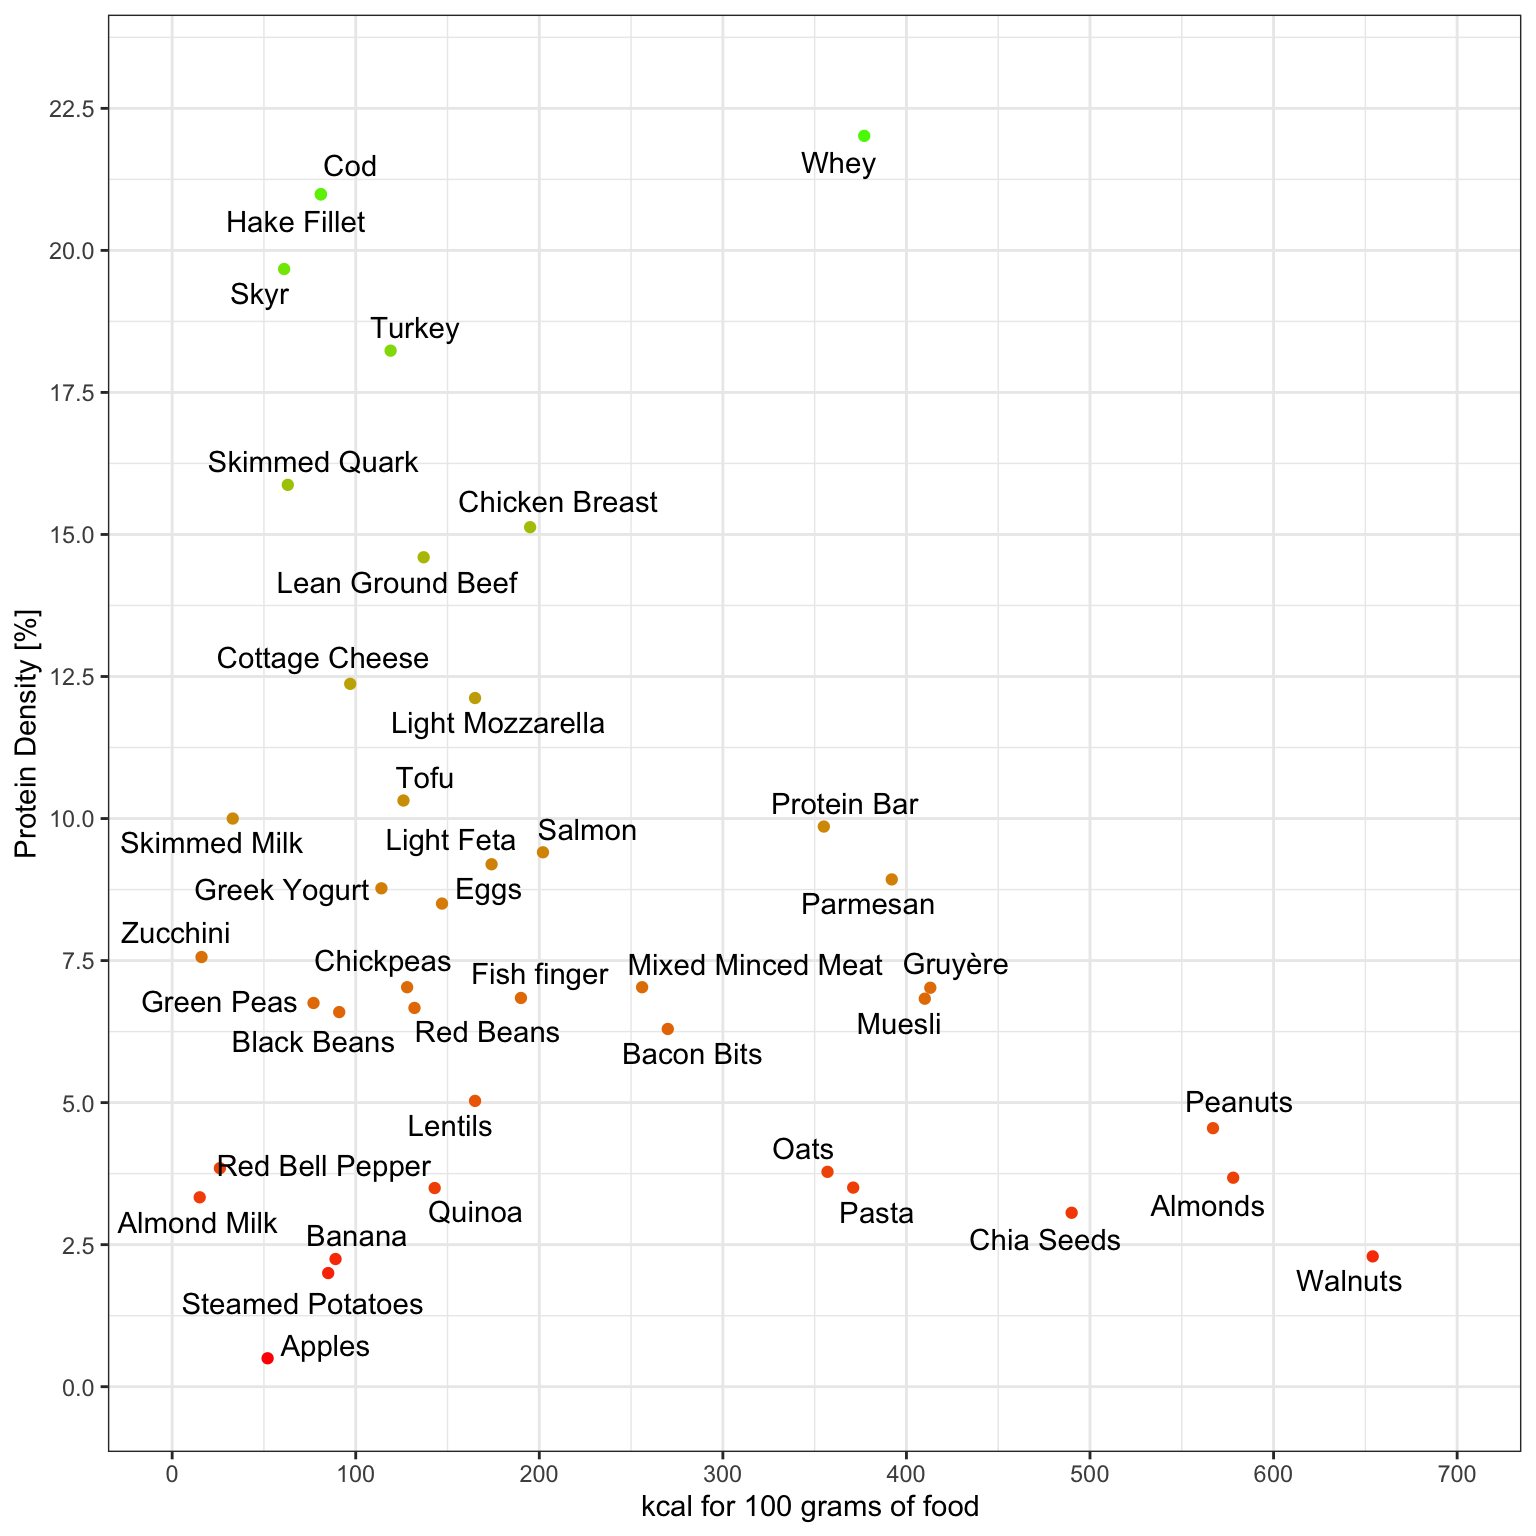 22.5
Whey
Cod
Hake Fillet
20.0
Skyr
Turkey
17.5
Skimmed Quark
Chicken Breast
15.0
Lean Ground Beef
Cottage Cheese
12.5
Light Mozzarella
Tofu
Protein Bar
10.0
Salmon
Skimmed Milk
Light Feta
Greek Yogurt
Eggs
Parmesan
Zucchini
7.5
Chickpeas
Fish finger
Mixed Minced Meat
Gruyère
Green Peas
Muesli
Black Beans
Red Beans
Bacon Bits
5.0
Peanuts
Lentils
Oats
Red Bell Pepper
Almonds
Almond Milk
Quinoa
Pasta
Banana
Chia Seeds
2.5
Walnuts
Steamed Potatoes
Apples
0.0
Protein Density [%]
0 100 200 300 400 500 600 700
kcal for 100 grams of food